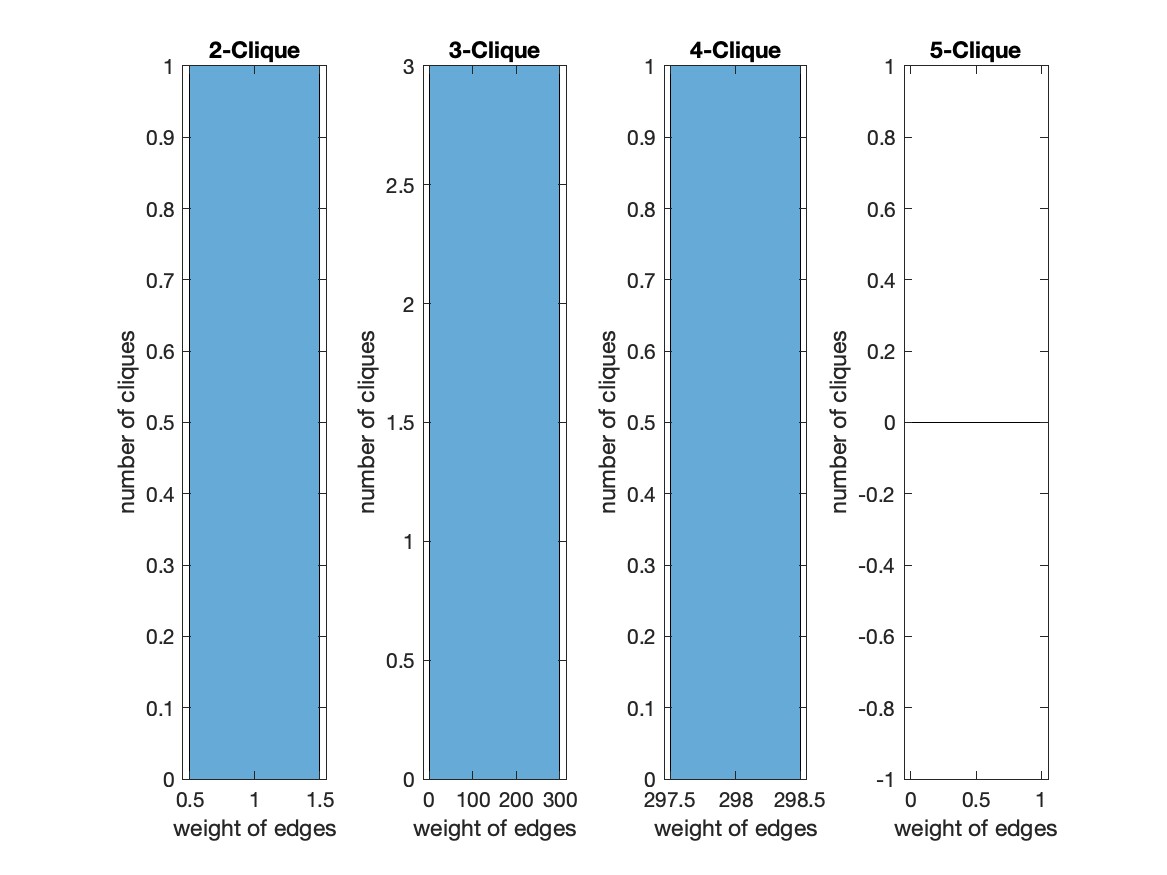 2-Clique
1
0.9
0.8
0.7
0.6
0.5
0.4
0.3
0.2
0.1
0
number of cliques
0.5 1 1.5
weight of edges
3-Clique
3
2.5
2
1.5
1
0.5
0
number of cliques
0 100 200 300
weight of edges
4-Clique
1
0.9
0.8
0.7
0.6
0.5
0.4
0.3
0.2
0.1
0
number of cliques
297.5 298 298.5
weight of edges
5-Clique
1
0.8
0.6
0.4
0.2
0
-0.2
-0.4
-0.6
-0.8
-1
number of cliques
0 0.5 1
weight of edges